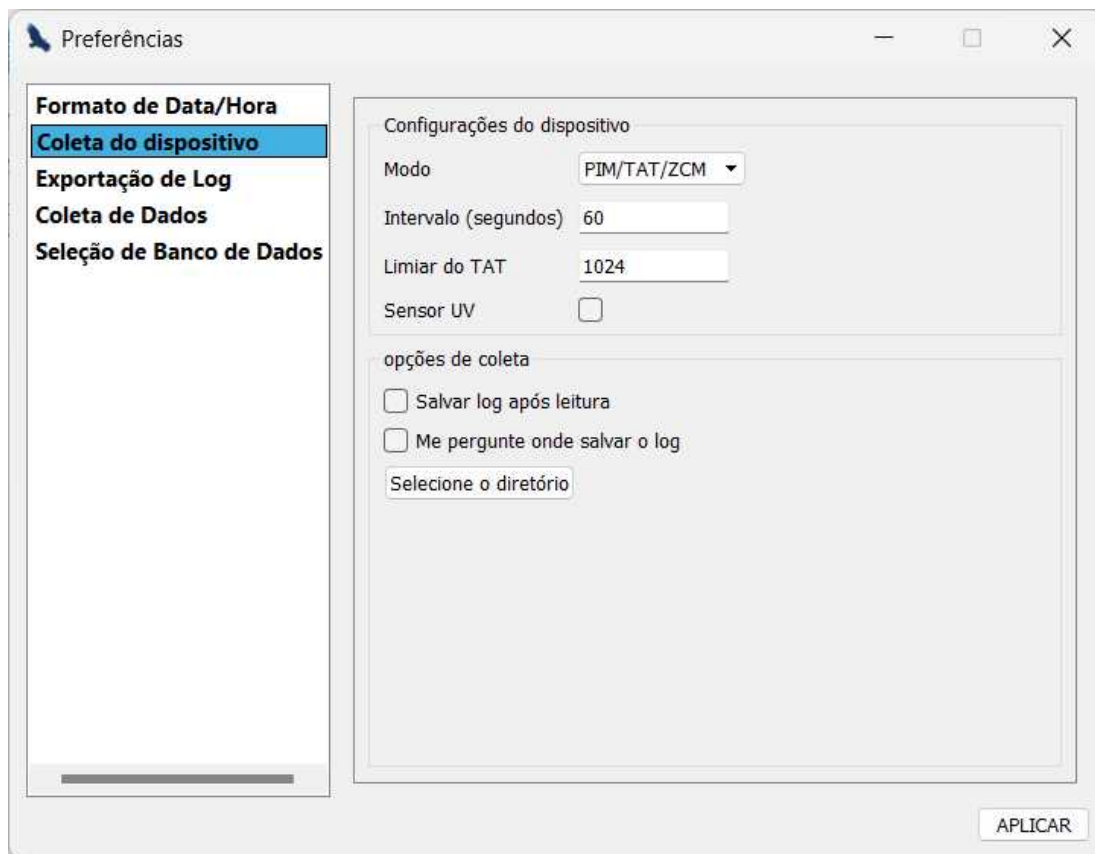 Preferências
Formato de Data/Hora
Coleta do dispositivo
Exportação de Log
Coleta de Dados
Seleção de Banco de Dados
Configurações do dispositivo
Modo PIM/TAT/ZCM
Intervalo (segundos) 60
Limiar do TAT 1024
Sensor UV
opções de coleta
Salvar log após leitura
Me pergunte onde salvar o log
Selecione o diretório
APLICAR